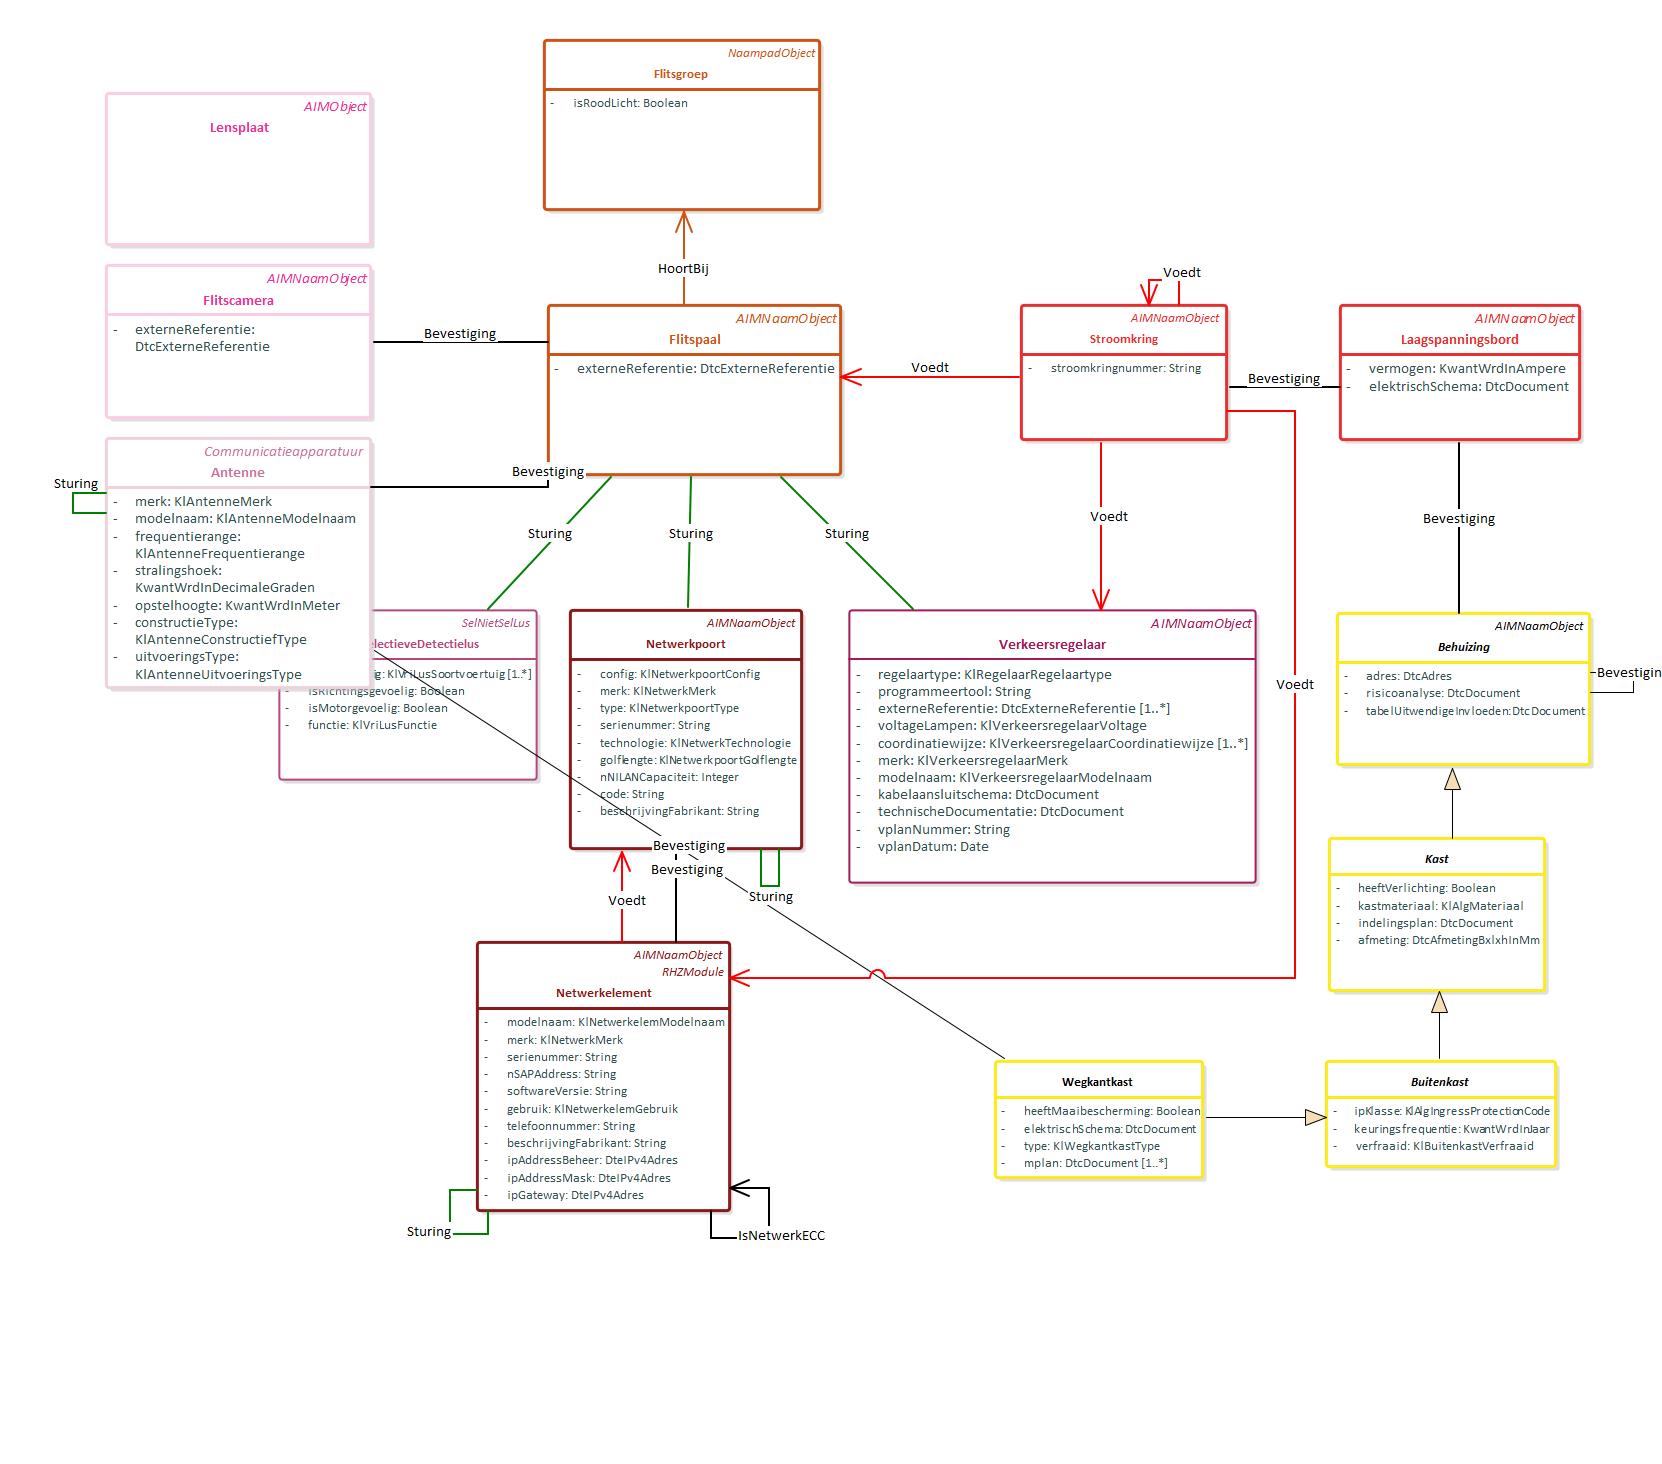 NaampadObject
Flitsgroep
- isRoodLicht: Boolean
AIMObject
Lensplaat
HoortBij
AIMNaamObject
Flitscamera
- externeReferentie:
DtcExterneReferentie
Bevestiging
AIMNaamObject
Flitspaal
- externeReferentie: DtcExterneReferentie
Voedt
Voedt
AIMNaamObject
Stroomkring
- stroomkringnummer: String
Bevestiging
AIMNaamObject
Laagspanningsbord
- vermogen: KwantWrdInAmpere
- elektrischSchema: DtcDocument
Communicatieapparatuur
Antenne
- merk: KlAntenneMerk
- modelnaam: KlAntenneModelnaam
- frequentierange:
KlAntenneFrequentierange
- stralingshoek:
KwantWrdInDecimaleGraden
- opstelhoogte: KwantWrdInMeter
- constructieType:
KlAntenneConstructiefType
- uitvoeringsType:
KlAntenneUitvoeringsType
Sturing
Bevestiging
Sturing
Sturing
Sturing
Voedt
Bevestiging
SelNietSelLus
electieveDetectielus
ig: KlVriLusSoortvoertuig [1..*]
- isRichtingsgevoelig: Boolean
- isMotorgevoelig: Boolean
- functie: KlVriLusFunctie
AIMNaamObject
Netwerkpoort
- config: KlNetwerkpoortConfig
- merk: KlNetwerkMerk
- type: KlNetwerkpoortType
- serienummer: String
- technologie: KlNetwerkTechnologie
- golflengte: KlNetwerkpoortGolflengte
- nNILANCapaciteit: Integer
- code: String
- beschrijvingFabrikant: String
AIMNaamObject
Verkeersregelaar
- regelaartype: KlRegelaarRegelaartype
- programmeertool: String
- externeReferentie: DtcExterneReferentie [1..*]
- voltageLampen: KlVerkeersregelaarVoltage
- coordinatiewijze: KlVerkeersregelaarCoordinatiewijze [1..*]
- merk: KlVerkeersregelaarMerk
- modelnaam: KlVerkeersregelaarModelnaam
- kabelaansluitschema: DtcDocument
- technischeDocumentatie: DtcDocument
- vplanNummer: String
- vplanDatum: Date
Voedt
AIMNaamObject
Behuizing
- adres: DtcAdres
- risicoanalyse: DtcDocument
- tabelUitwendigeInvloeden: DtcDocument
Bevestigin
Bevestiging
Bevestiging
Sturing
Voedt
Kast
- heeftVerlichting: Boolean
- kastmateriaal: KlAlgMateriaal
- indelingsplan: DtcDocument
- afmeting: DtcAfmetingBxlxhInMm
AIMNaamObject
RHZModule
Netwerkelement
- modelnaam: KlNetwerkelemModelnaam
- merk: KlNetwerkMerk
- serienummer: String
- nSAPAddress: String
- softwareVersie: String
- gebruik: KlNetwerkelemGebruik
- telefoonnummer: String
- beschrijvingFabrikant: String
- ipAddressBeheer: DteIPv4Adres
- ipAddressMask: DteIPv4Adres
- ipGateway: DteIPv4Adres
Sturing
IsNetwerkECC
Wegkantkast
- heeftMaaibescherming: Boolean
- elektrischSchema: DtcDocument
- type: KlWegkantkastType
- mplan: DtcDocument [1..*]
Buitenkast
- ipKlasse: KlAlgIngressProtectionCode
- keuringsfrequentie: KwantWrdInJaar
- verfraaid: KlBuitenkastVerfraaid